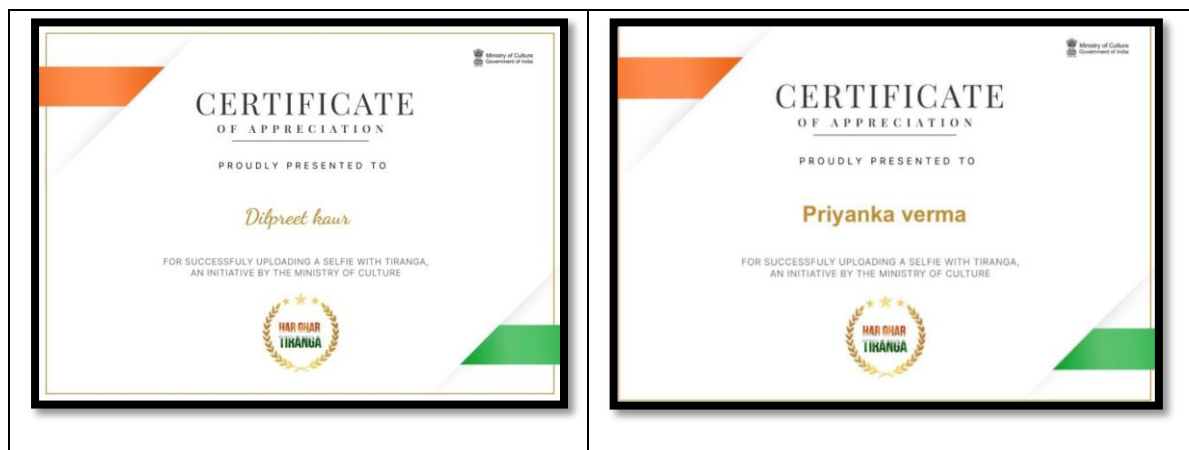 Ministry of Culture
Government of India
CERTIFICATE
OF APPRECIATION
PROUDLY PRESENTED TO
Dilpreet kaur
FOR SUCCESSFULY UPLOADING A SELFIE WITH TIRANGA,
AN INITIATIVE BY THE MINISTRY OF CULTURE
HAR GHAR
TIRANGA
Ministry of Culture
Government of India
CERTIFICATE
OF APPRECIATION
PROUDLY PRESENTED TO
Priyanka verma
FOR SUCCESSFULY UPLOADING A SELFIE WITH TIRANGA,
AN INITIATIVE BY THE MINISTRY OF CULTURE
HAR GHAR
TIRANGA